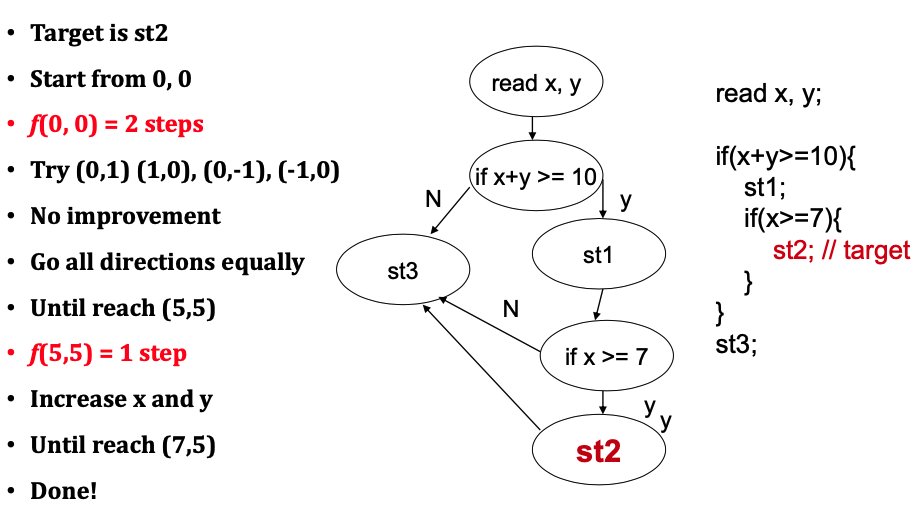 • Target is st2
• Start from 0, 0
• f(0, 0) = 2 steps
• Try (0,1) (1,0), (0,-1), (-1,0)
• No improvement
• Go all directions equally
• Until reach (5,5)
• f(5,5) = 1 step
• Increase x and y
• Until reach (7,5)
• Done!
read x, y
if x+y >= 10
N
y
st3
st1
N
if x >= 7
y
y
st2
read x, y;
if(x+y>=10){
st1;
if(x>=7){
st2; // target
}
}
st3;